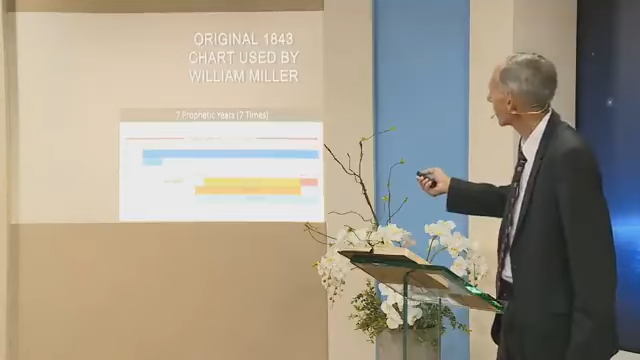 ORIGINAL 1843
CHART USED BY
WILLIAM MILLER
7 Prophetic Years (7 Times)